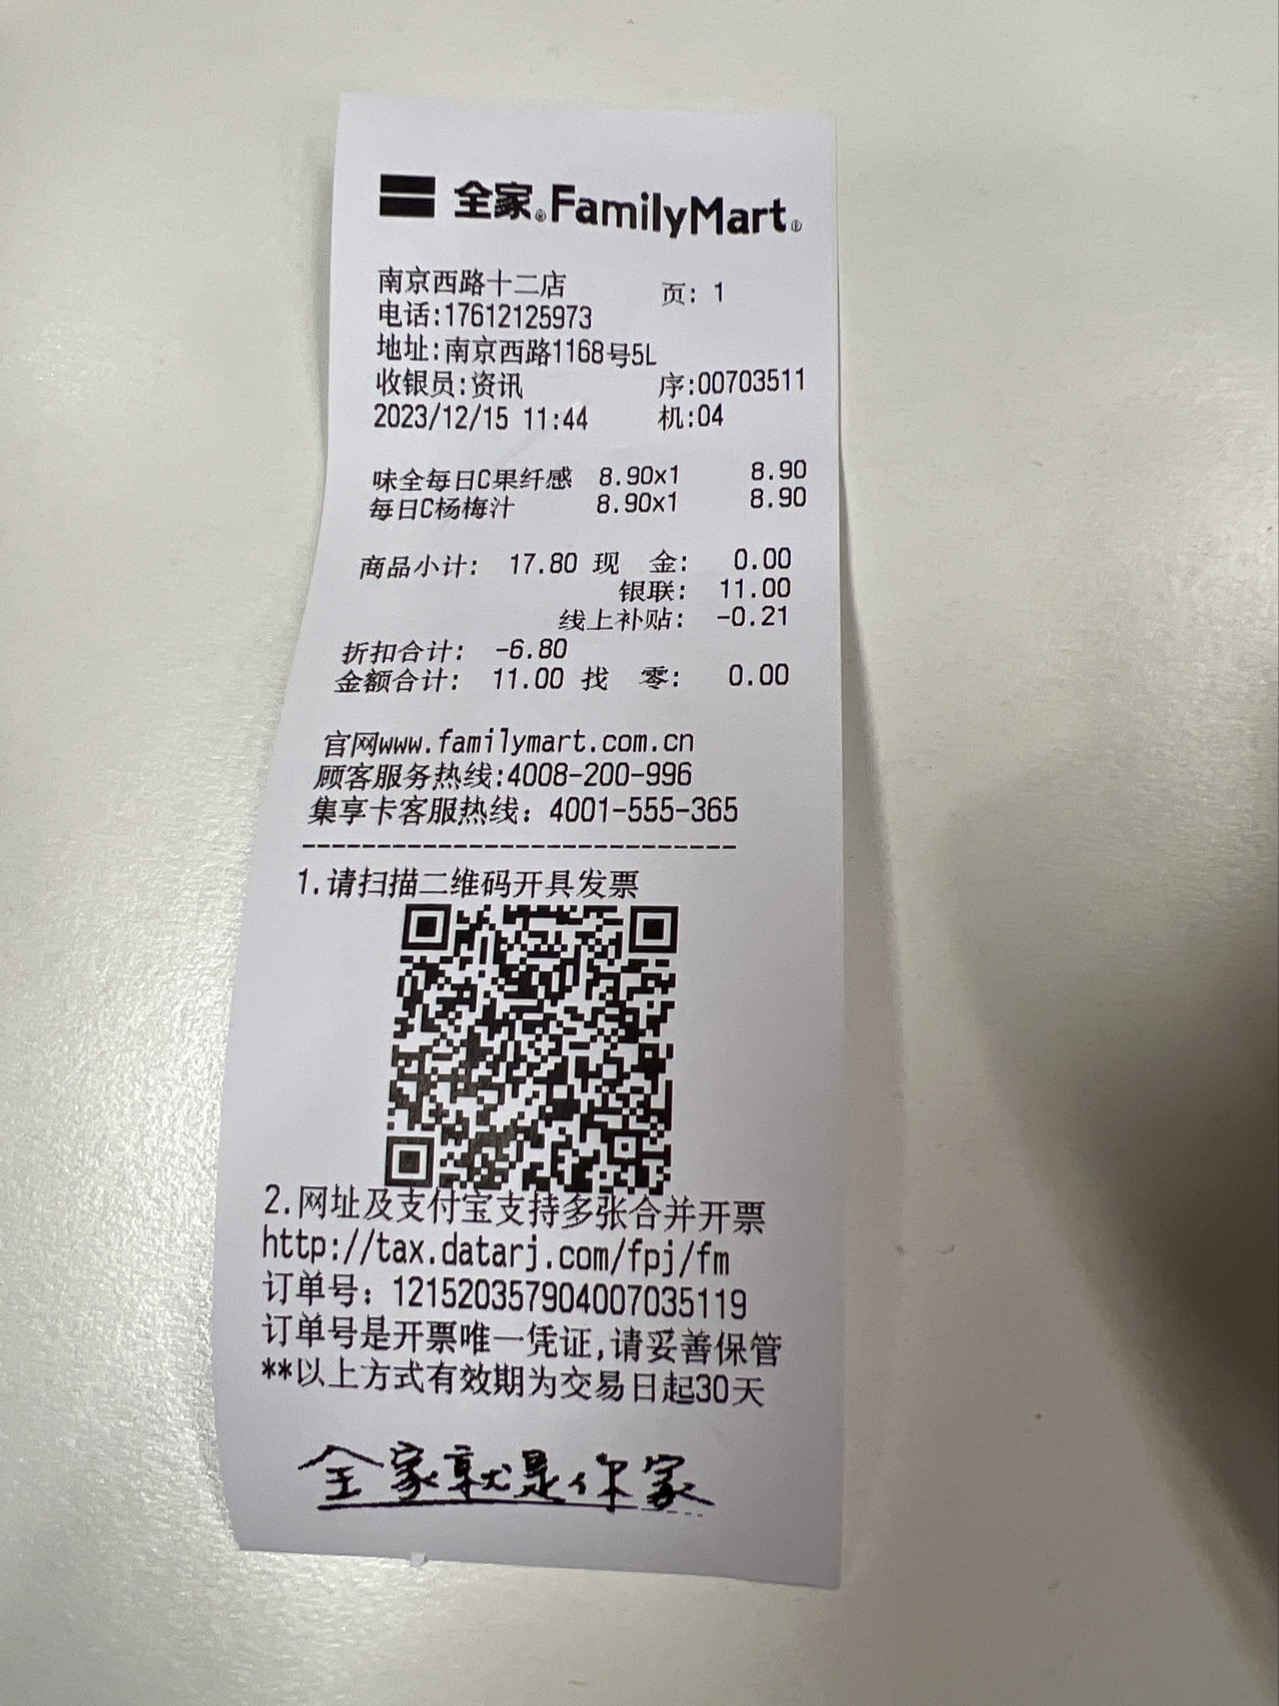 全家®FamilyMart®
南京西路十二店 页: 1
电话:17612125973
地址:南京西路1168号5L
收银员:资讯 序:00703511
2023/12/15 11:44 机:04
味全每日C果纤感 8.90x1 8.90
每日C杨梅汁 8.90x1 8.90
商品小计: 17.80 现 金: 0.00
银联: 11.00
线上补贴: -0.21
折扣合计: -6.80
金额合计: 11.00 找 零: 0.00
官网www.familymart.com.cn
顾客服务热线:4008-200-996
集享卡客服热线: 4001-555-365
-----------------------------
1.请扫描二维码开具发票
2.网址及支付宝支持多张合并开票
http://tax.datarj.com/fpj/fm
订单号: 121520357904007035119
订单号是开票唯一凭证,请妥善保管
**以上方式有效期为交易日起30天
全家就是你家